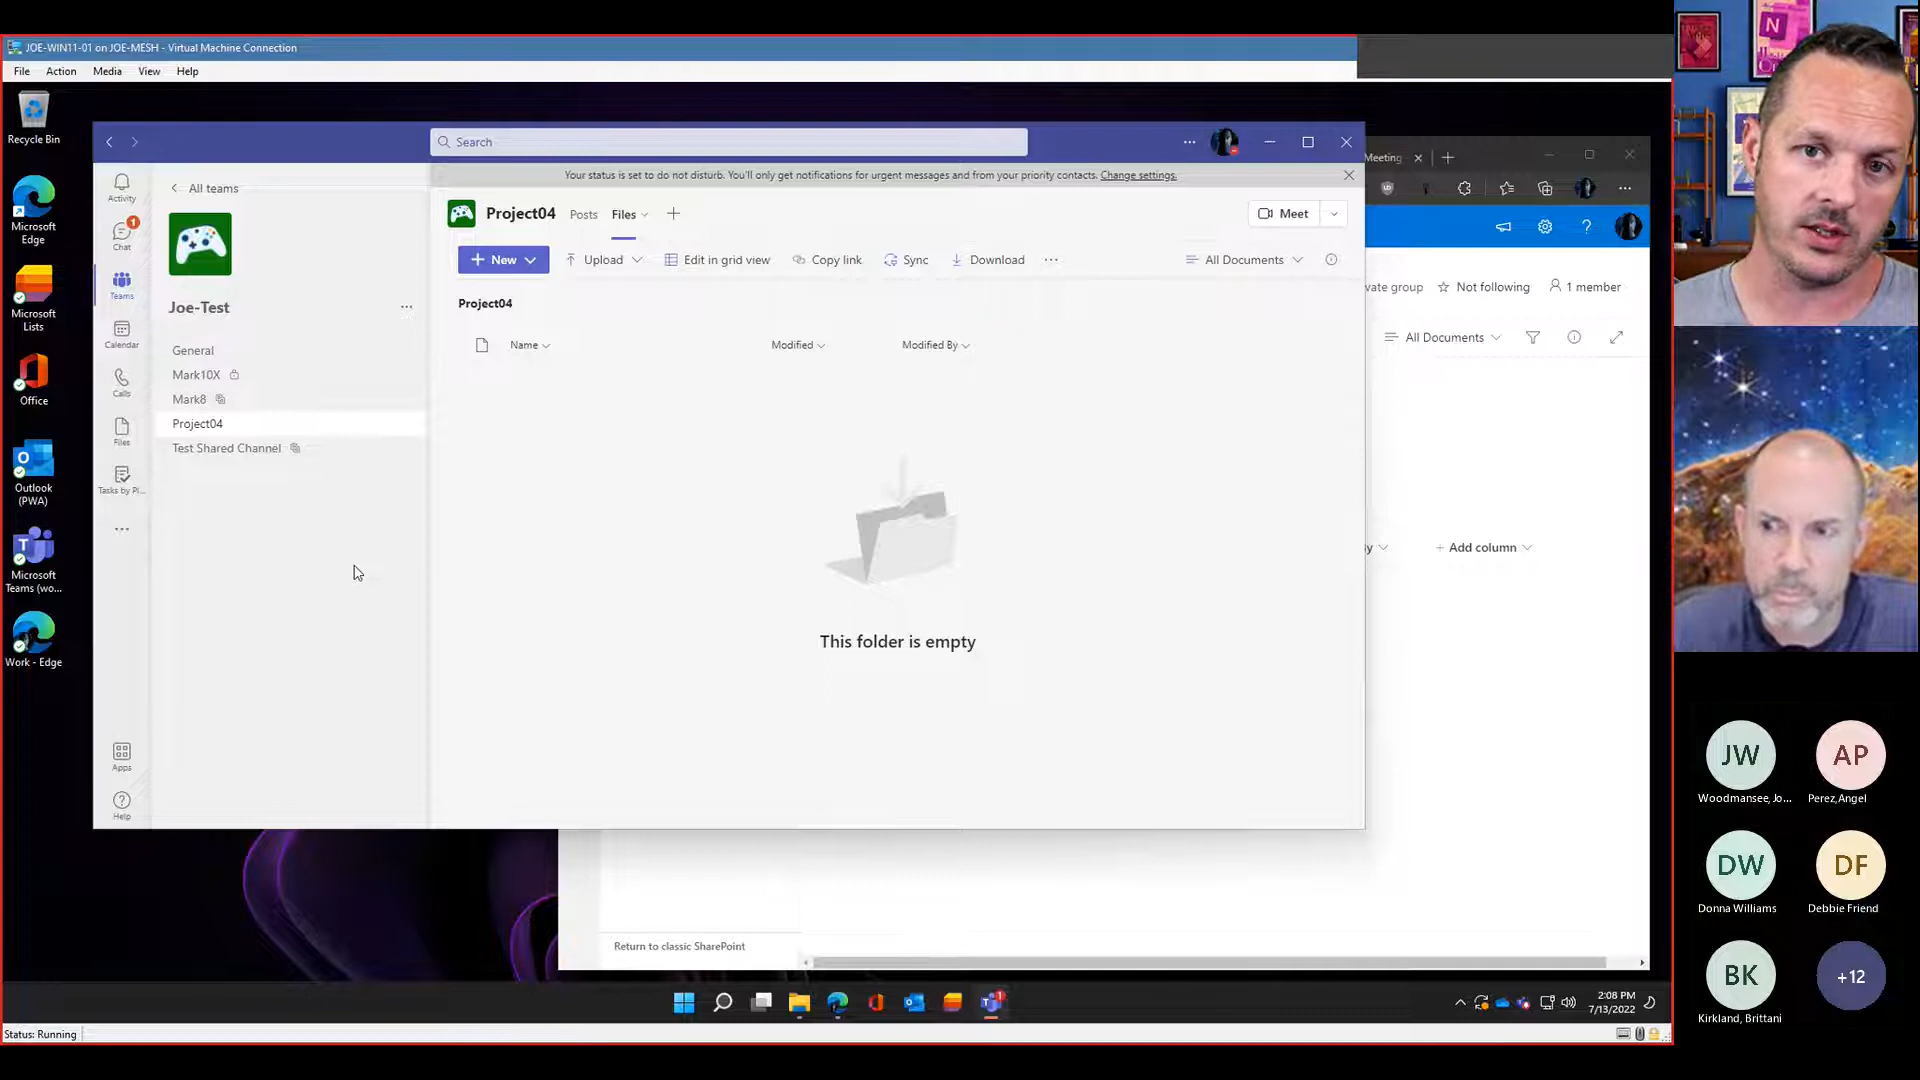 JOE-WIN11-01 on JOE-MESH - Virtual Machine Connection
File Action Media View Help
Recycle Bin
Microsoft Edge
Microsoft Lists
Office
Outlook (PWA)
Microsoft Teams (wo...
Work - Edge
Search
Your status is set to do not disturb. You'll only get notifications for urgent messages and from your priority contacts. Change settings.
Activity
Chat
1
Teams
Calendar
Calls
Files
Tasks by Pl...
Apps
Help
All teams
Joe-Test
General
Mark10X
Mark8
Project04
Test Shared Channel
Project04 Posts Files
Meet
New Upload Edit in grid view Copy link Sync Download
All Documents
Project04
Name Modified Modified By
This folder is empty
Meeting
vate group Not following 1 member
All Documents
y
+ Add column
Return to classic SharePoint
2:08 PM
7/13/2022
Status: Running
N
JW
Woodmansee, Jo...
AP
Perez,Angel
DW
Donna Williams
DF
Debbie Friend
BK
Kirkland, Brittani
+12